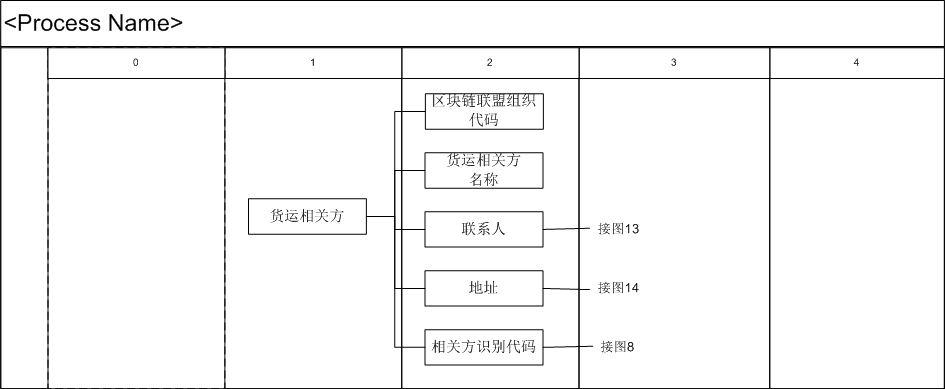 <Process Name>
0
1
2
3
4
区块链联盟组织
代码
货运相关方
名称
货运相关方
联系人
接图13
地址
接图14
相关方识别代码
接图8